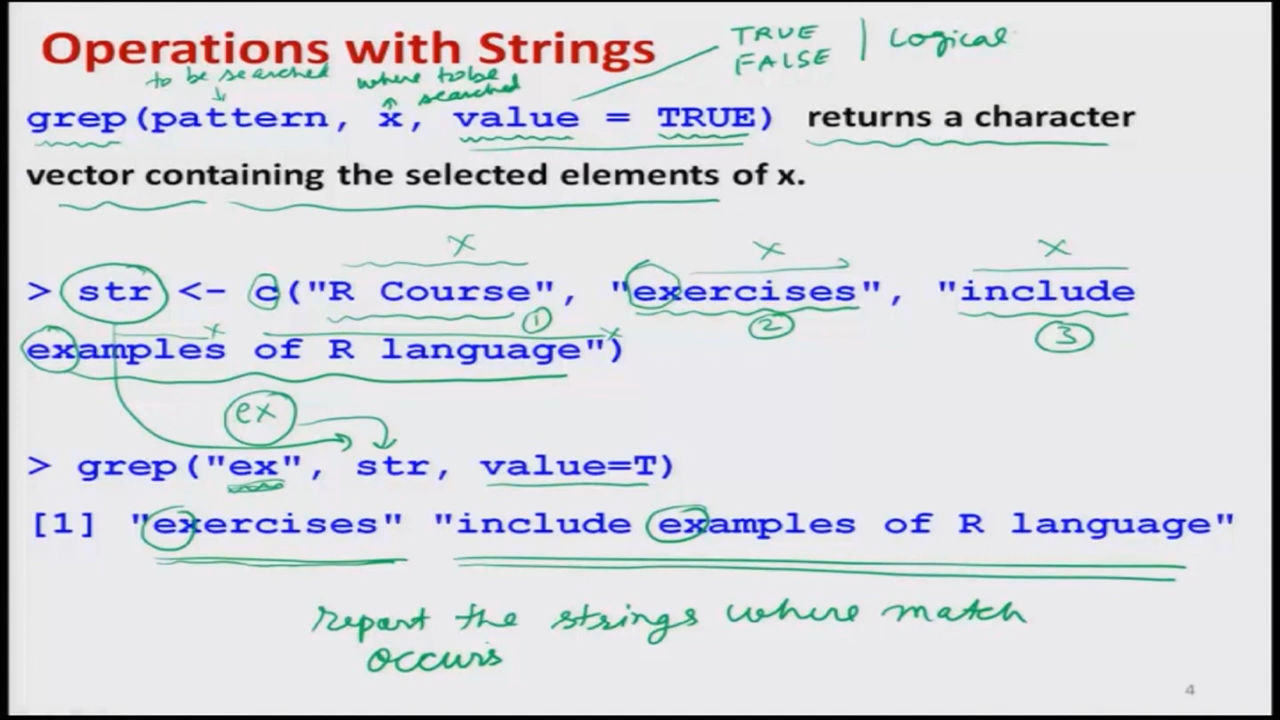 Operations with Strings
TRUE
FALSE | Logical
to be searched
where to be
searched
grep(pattern, x, value = TRUE) returns a character
vector containing the selected elements of x.
x x x
> str <- c("R Course", "exercises", "include
1 2 3
x x
examples of R language")
ex
> grep("ex", str, value=T)
[1] "exercises" "include examples of R language"
report the strings where match
occurs
4